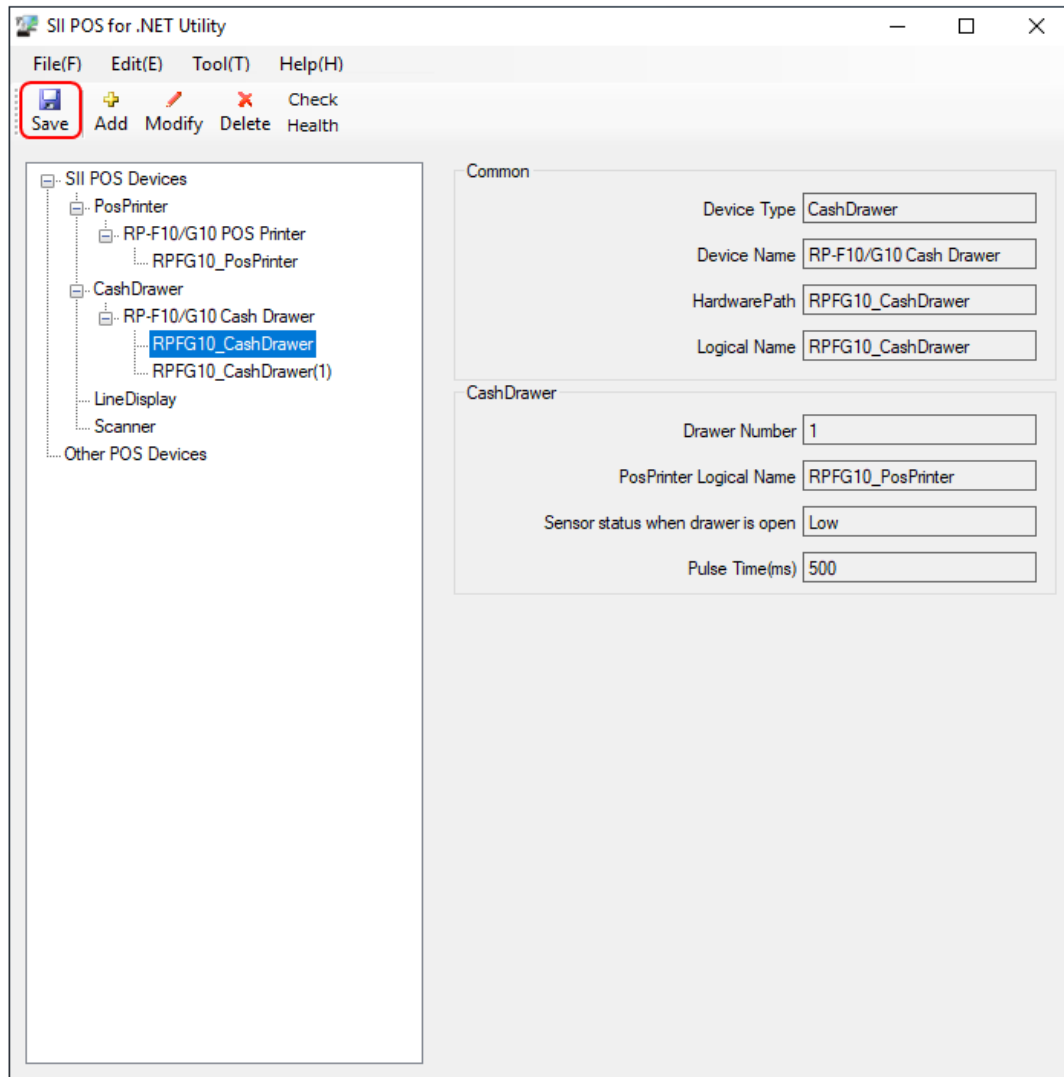 SII POS for .NET Utility
File(F) Edit(E) Tool(T) Help(H)
Save Add Modify Delete Check Health
SII POS Devices
PosPrinter
RP-F10/G10 POS Printer
RPFG10_PosPrinter
CashDrawer
RP-F10/G10 Cash Drawer
RPFG10_CashDrawer
RPFG10_CashDrawer(1)
LineDisplay
Scanner
Other POS Devices
Common
Device Type CashDrawer
Device Name RP-F10/G10 Cash Drawer
HardwarePath RPFG10_CashDrawer
Logical Name RPFG10_CashDrawer
CashDrawer
Drawer Number 1
PosPrinter Logical Name RPFG10_PosPrinter
Sensor status when drawer is open Low
Pulse Time(ms) 500